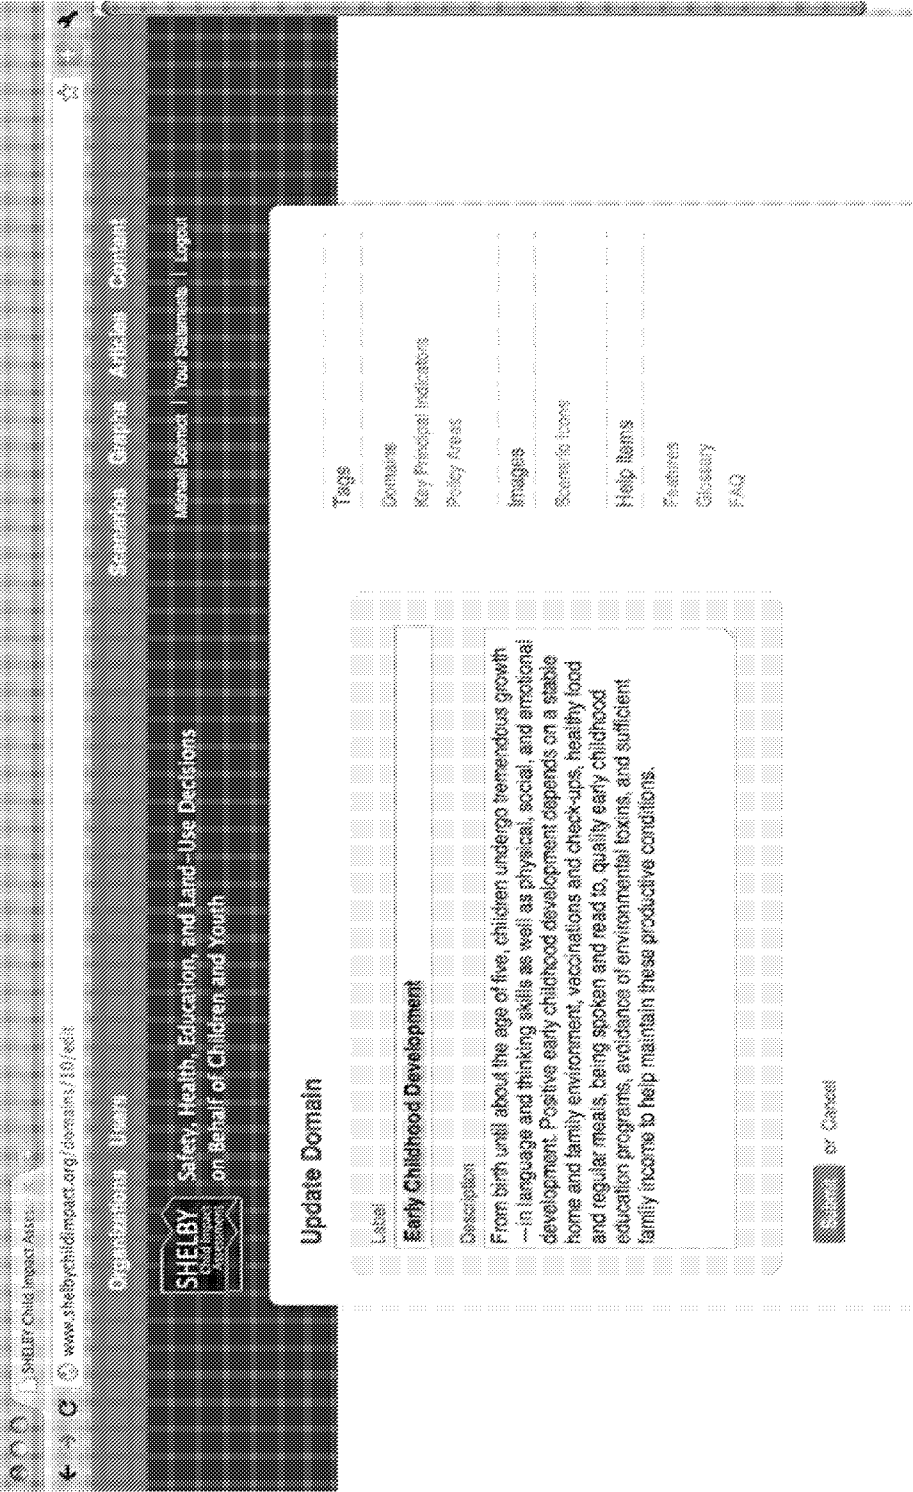 SHELBY Child Impact Asses...
www.shelbychildimpact.org/domains/10/edit
Organizations Users Scenarios Graphs Articles Content
SHELBY
Child Impact
Assessment
Safety, Health, Education, and Land-Use Decisions
on Behalf of Children and Youth
Michael Bermot | Your Statements | Logout
Update Domain
Label
Early Childhood Development
Description
From birth until about the age of five, children undergo tremendous growth
--in language and thinking skills as well as physical, social, and emotional
development. Positive early childhood development depends on a stable
home and family environment, vaccinations and check-ups, healthy food
and regular meals, being spoken and read to, quality early childhood
education programs, avoidance of environmental toxins, and sufficient
family income to help maintain these productive conditions.
Submit or Cancel
Tags
Domains
Key Principal Indicators
Policy Areas
Images
Scenario Icons
Help Items
Features
Glossary
FAQ